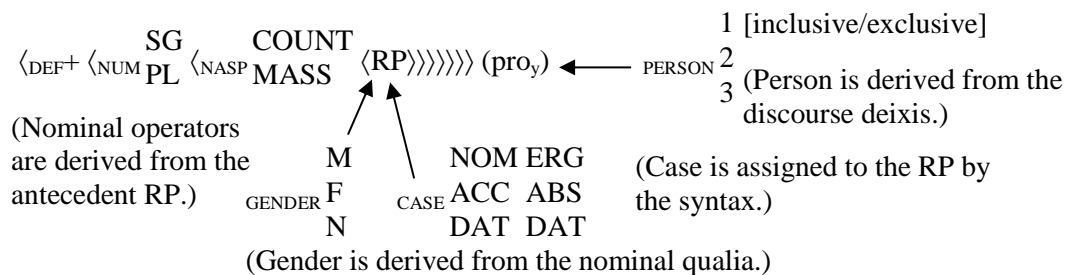 1 [inclusive/exclusive]
SG COUNT
⟨DEF+ ⟨NUM PL ⟨NASP MASS ⟨RP⟩⟩⟩⟩⟩⟩⟩ (proy) PERSON 2
3 (Person is derived from the
discourse deixis.)
(Nominal operators
are derived from the
antecedent RP.)
M NOM ERG
GENDER F CASE ACC ABS
N DAT DAT
(Case is assigned to the RP by
the syntax.)
(Gender is derived from the nominal qualia.)